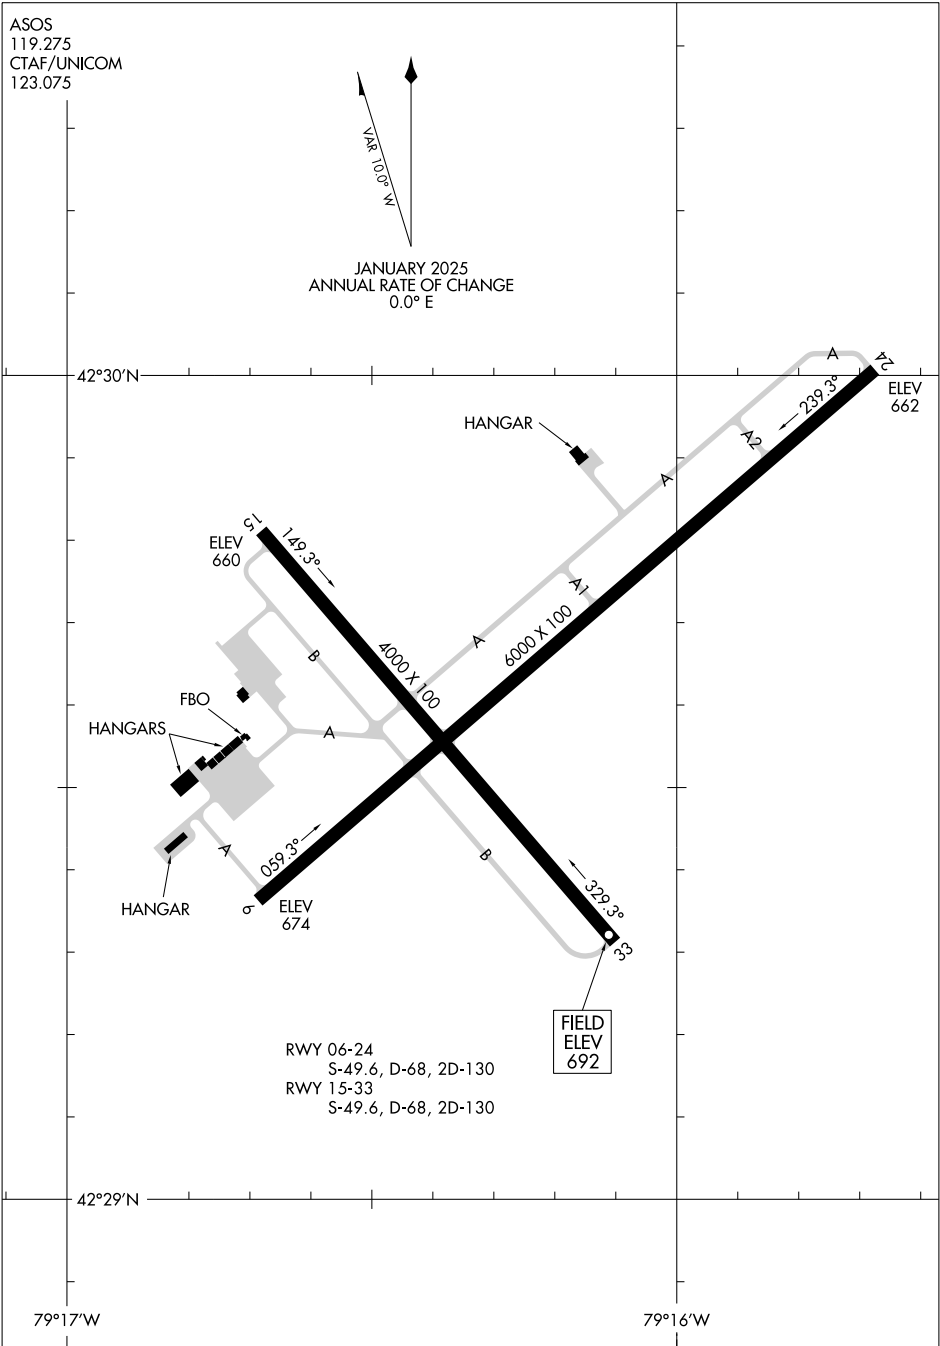 ASOS
119.275
CTAF/UNICOM
123.075
VAR 10.0° W
JANUARY 2025
ANNUAL RATE OF CHANGE
0.0° E
42°30'N
A
24
239.3°
ELEV
662
A2
HANGAR
A
15
149.3°
ELEV
660
A1
6000 X 100
A
B
4000 X 100
FBO
HANGARS
A
A
059.3°
B
HANGAR
6
ELEV
674
329.3°
33
FIELD
ELEV
692
RWY 06-24
S-49.6, D-68, 2D-130
RWY 15-33
S-49.6, D-68, 2D-130
42°29'N
79°17'W
79°16'W